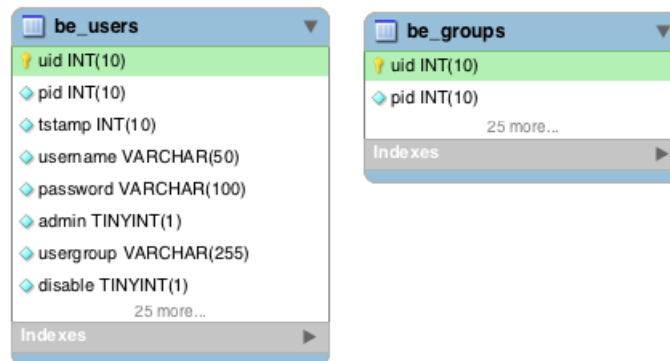 be_users
uid INT(10)
pid INT(10)
tstamp INT(10)
username VARCHAR(50)
password VARCHAR(100)
admin TINYINT(1)
usergroup VARCHAR(255)
disable TINYINT(1)
25 more...
Indexes
be_groups
uid INT(10)
pid INT(10)
25 more...
Indexes